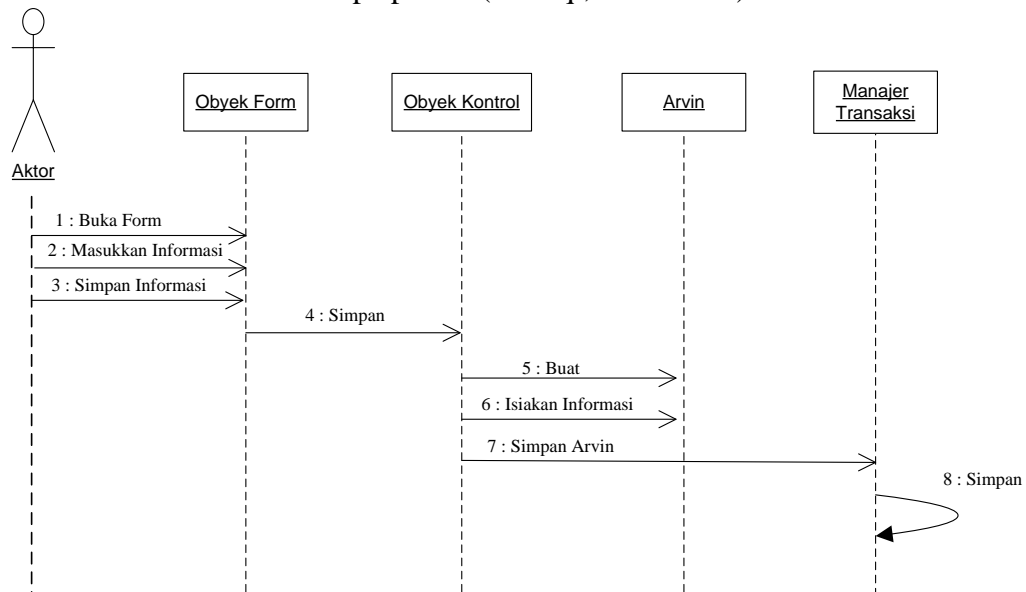 Obyek Form
Obyek Kontrol
Arvin
Manajer
Transaksi
Aktor
1 : Buka Form
2 : Masukkan Informasi
3 : Simpan Informasi
4 : Simpan
5 : Buat
6 : Isiakan Informasi
7 : Simpan Arvin
8 : Simpan